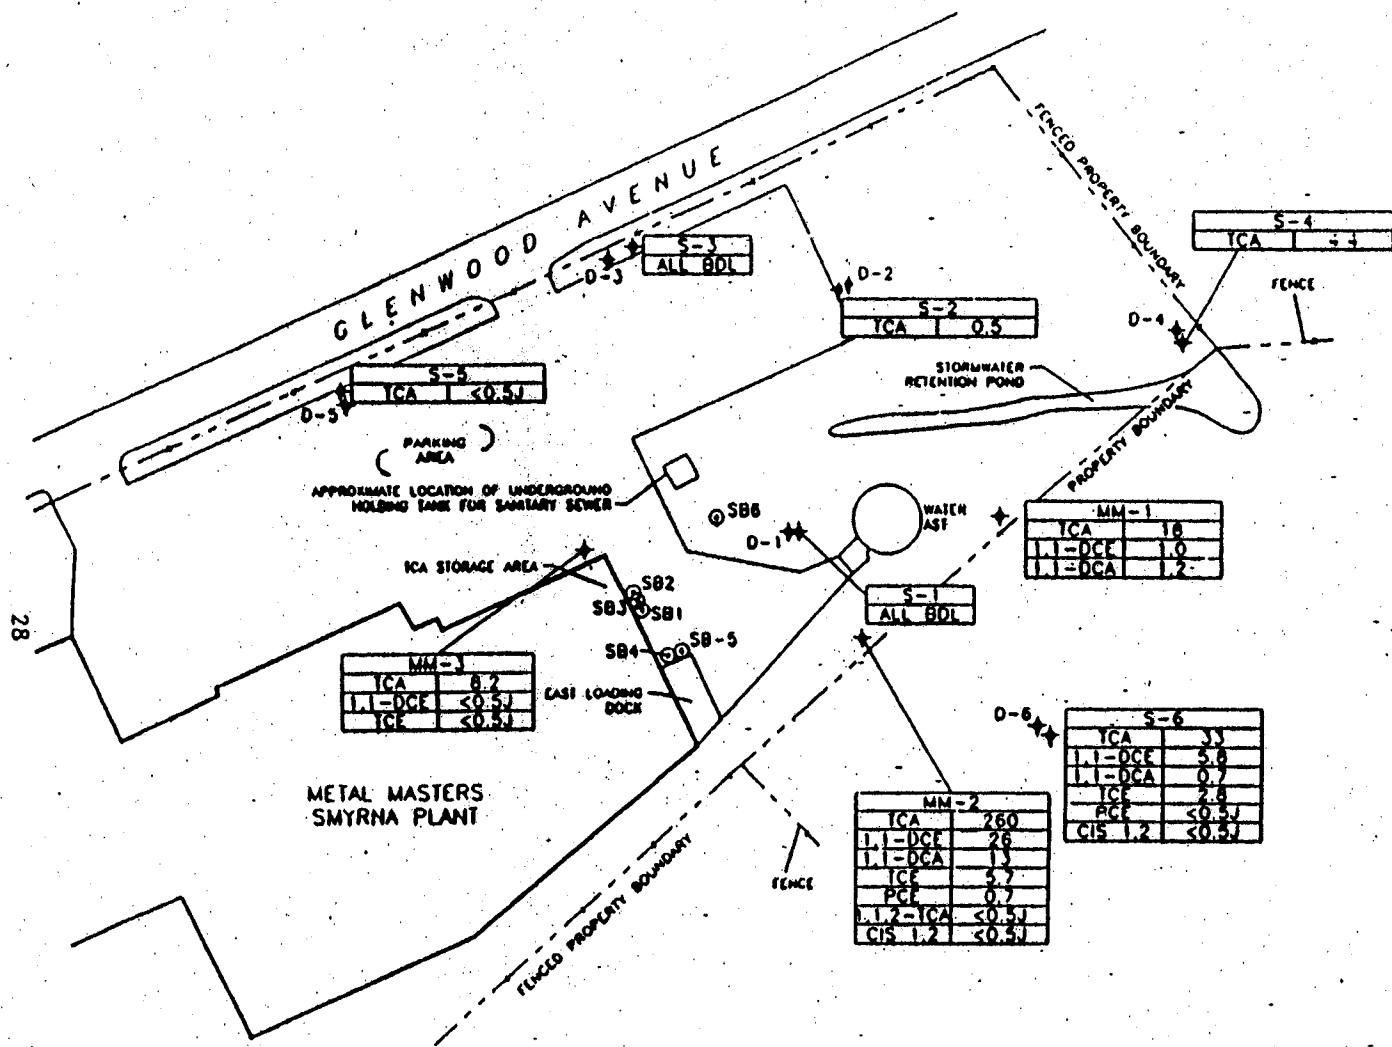 GLENWOOD AVENUE
FENCED PROPERTY BOUNDARY
S-4
TCA 4.4
FENCE
D-4
S-3
ALL BDL
D-3
D-2
S-2
TCA 0.5
STORMWATER
RETENTION POND
PROPERTY BOUNDARY
S-5
TCA <0.5J
D-5
PARKING
AREA
APPROXIMATE LOCATION OF UNDERGROUND
HOLDING TANK FOR SANITARY SEWER
SB6
D-1
WATER
AST
MM-1
TCA 16
1,1-DCE 1.0
1,1-DCA 1.2
TCA STORAGE AREA
SB2
SB3
SB1
S-1
ALL BDL
SB4
SB-5
28
MM-3
TCA 8.2
1,1-DCE <0.5J
TCE <0.5J
EAST LOADING
DOCK
D-6
S-6
TCA 33
1,1-DCE 5.8
1,1-DCA 0.7
TCE 2.8
PCE <0.5J
CIS 1,2 <0.5J
METAL MASTERS
SMYRNA PLANT
MM-2
TCA 260
1,1-DCE 26
1,1-DCA 13
TCE 5.7
PCE 0.7
1,1,2-TCA <0.5J
CIS 1,2 <0.5J
FENCE
FENCED PROPERTY BOUNDARY